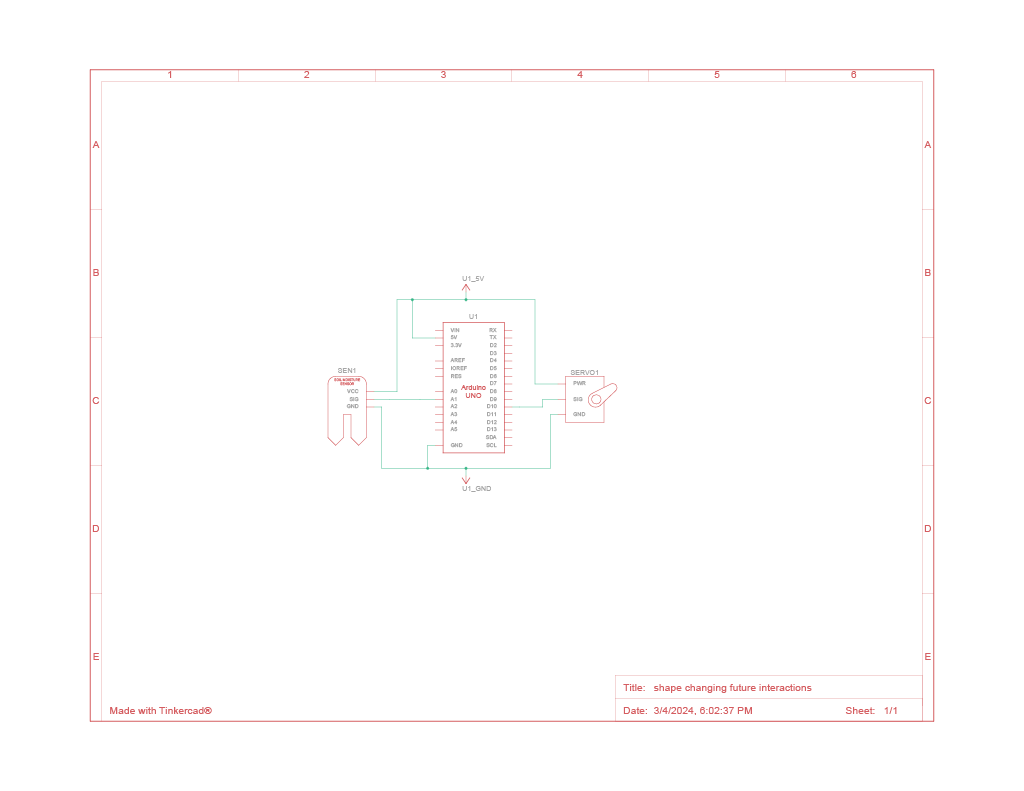 1 2 3 4 5 6
A A
B B
C C
D D
E E
U1_5V
U1
VIN RX
5V TX
3.3V D2
D3
AREF D4
IOREF D5
RES D6
D7
A0 D8
A1 D9
A2 D10
A3 D11
A4 D12
A5 D13
SDA
GND SCL
Arduino
UNO
SEN1
SOIL MOISTURE
SENSOR
VCC
SIG
GND
SERVO1
PWR
SIG
GND
U1_GND
Title: shape changing future interactions
Made with Tinkercad®
Date: 3/4/2024, 6:02:37 PM Sheet: 1/1